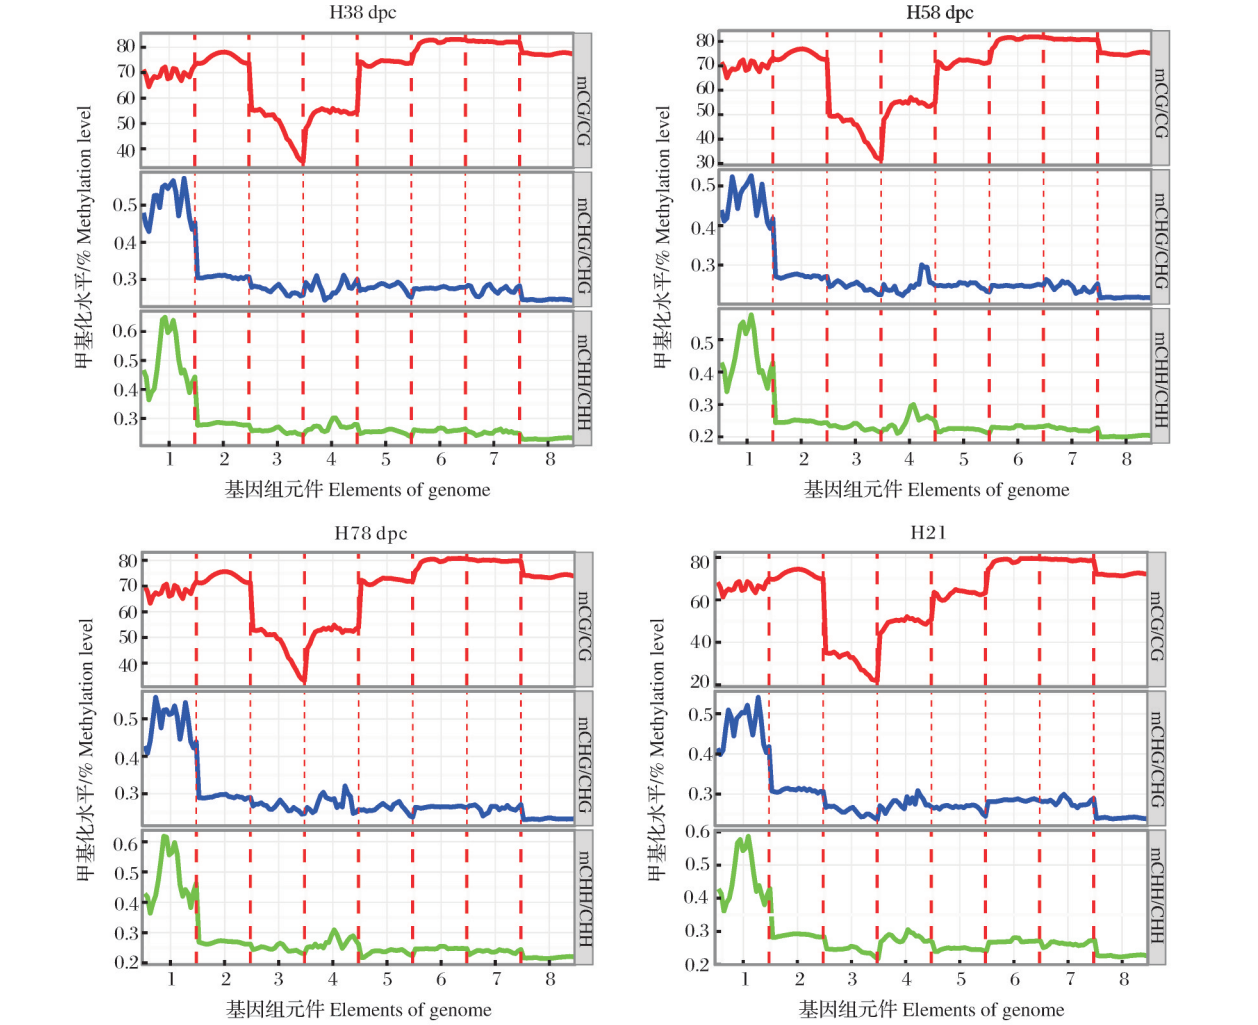 H38 dpc
甲基化水平/% Methylation level
80
70
60
50
40
mCG/CG
0.5
0.4
0.3
mCHG/CHG
0.6
0.5
0.4
0.3
mCHH/CHH
1 2 3 4 5 6 7 8
基因组元件 Elements of genome
H58 dpc
甲基化水平/% Methylation level
80
70
60
50
40
30
mCG/CG
0.5
0.4
0.3
mCHG/CHG
0.5
0.4
0.3
0.2
mCHH/CHH
1 2 3 4 5 6 7 8
基因组元件 Elements of genome
H78 dpc
甲基化水平/% Methylation level
80
70
60
50
40
mCG/CG
0.5
0.4
0.3
mCHG/CHG
0.6
0.5
0.4
0.3
0.2
mCHH/CHH
1 2 3 4 5 6 7 8
基因组元件 Elements of genome
H21
甲基化水平/% Methylation level
80
60
40
20
mCG/CG
0.5
0.4
0.3
mCHG/CHG
0.6
0.5
0.4
0.3
0.2
mCHH/CHH
1 2 3 4 5 6 7 8
基因组元件 Elements of genome